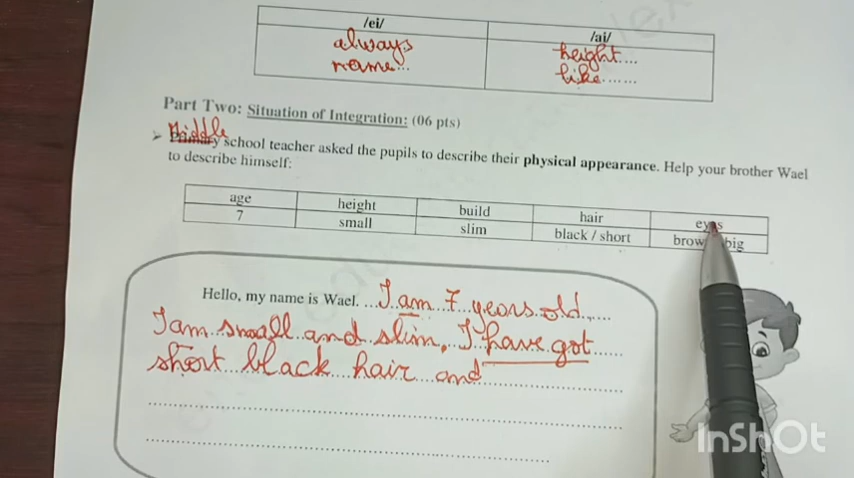 /ei/ /ai/
always height....
name... like.......
Part Two: Situation of Integration: (06 pts)
Middle
➤ Primary school teacher asked the pupils to describe their physical appearance. Help your brother Wael
to describe himself:
age height build hair eyes
7 small slim black / short brown big
Hello, my name is Wael. ...I am 7 years old.....
I am small and slim. I have got......
short black hair and
InShOt